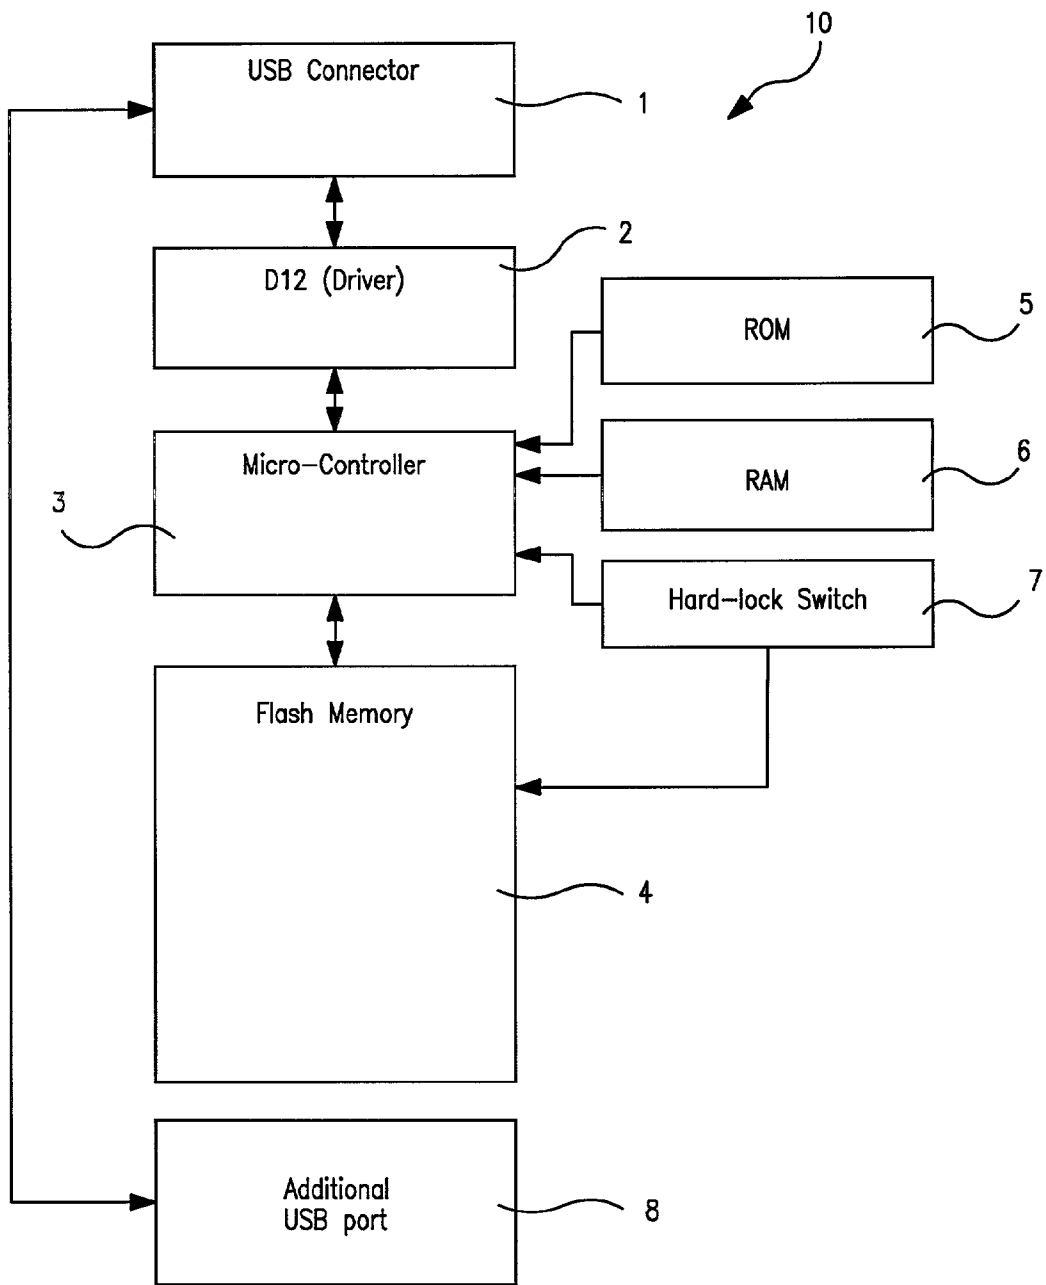 10
USB Connector
1
2
D12 (Driver)
5
ROM
Micro-Controller
6
RAM
3
7
Hard-lock Switch
Flash Memory
4
Additional
USB port
8